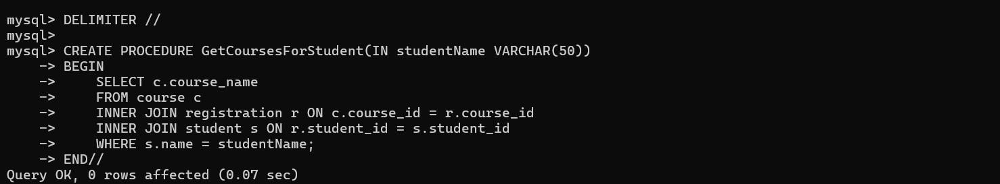 mysql> DELIMITER //
mysql>
mysql> CREATE PROCEDURE GetCoursesForStudent(IN studentName VARCHAR(50))
    -> BEGIN
    ->     SELECT c.course_name
    ->     FROM course c
    ->     INNER JOIN registration r ON c.course_id = r.course_id
    ->     INNER JOIN student s ON r.student_id = s.student_id
    ->     WHERE s.name = studentName;
    -> END//
Query OK, 0 rows affected (0.07 sec)